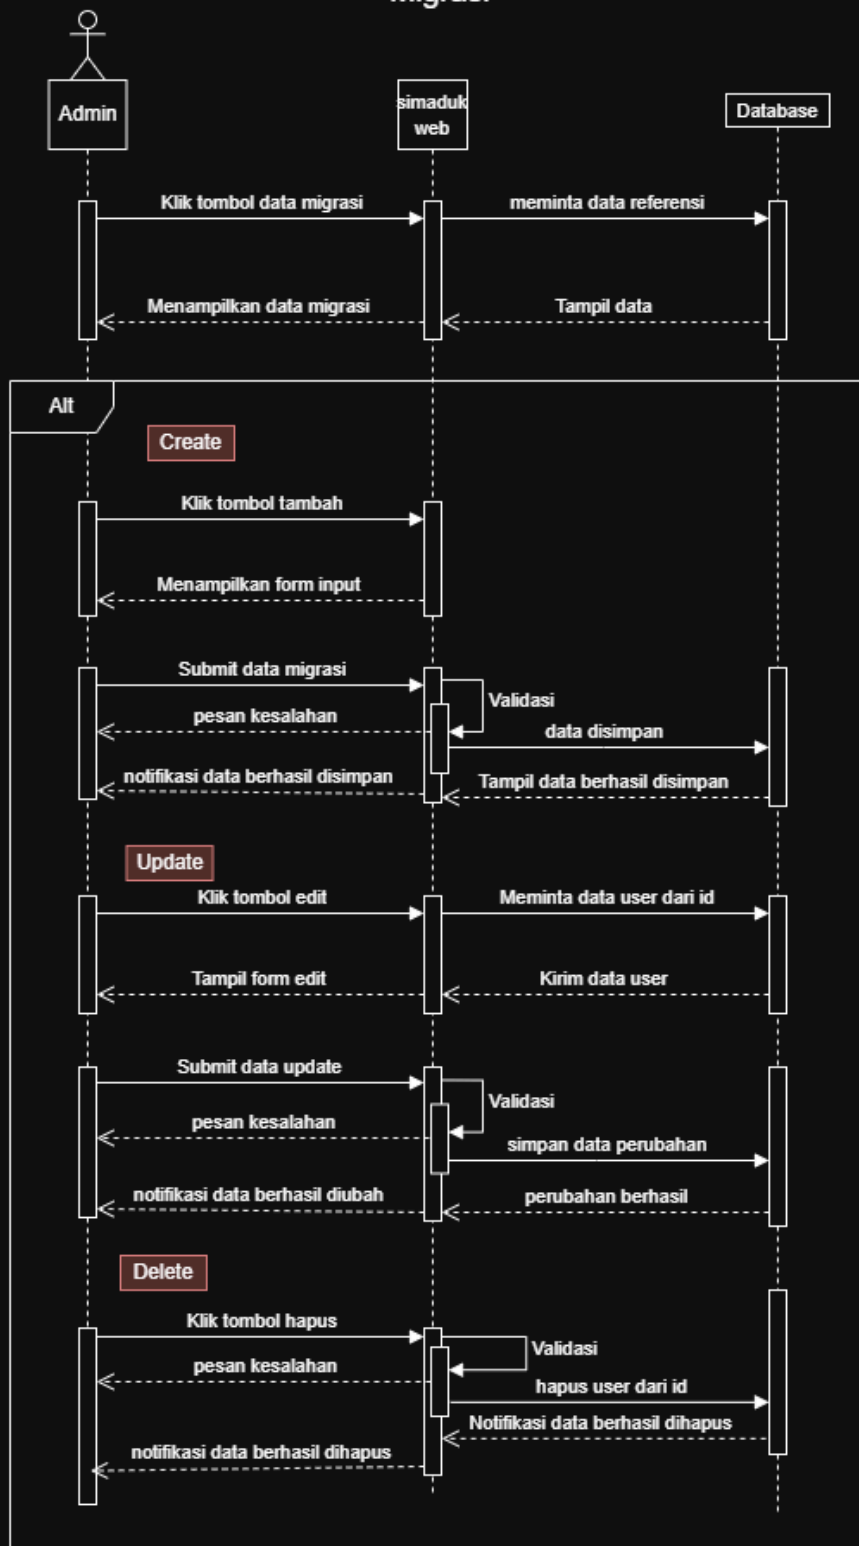 Migrasi
Admin
simaduk
web
Database
Klik tombol data migrasi
meminta data referensi
Menampilkan data migrasi
Tampil data
Alt
Create
Klik tombol tambah
Menampilkan form input
Submit data migrasi
Validasi
pesan kesalahan
data disimpan
notifikasi data berhasil disimpan
Tampil data berhasil disimpan
Update
Klik tombol edit
Meminta data user dari id
Tampil form edit
Kirim data user
Submit data update
Validasi
pesan kesalahan
simpan data perubahan
notifikasi data berhasil diubah
perubahan berhasil
Delete
Klik tombol hapus
Validasi
pesan kesalahan
hapus user dari id
Notifikasi data berhasil dihapus
notifikasi data berhasil dihapus